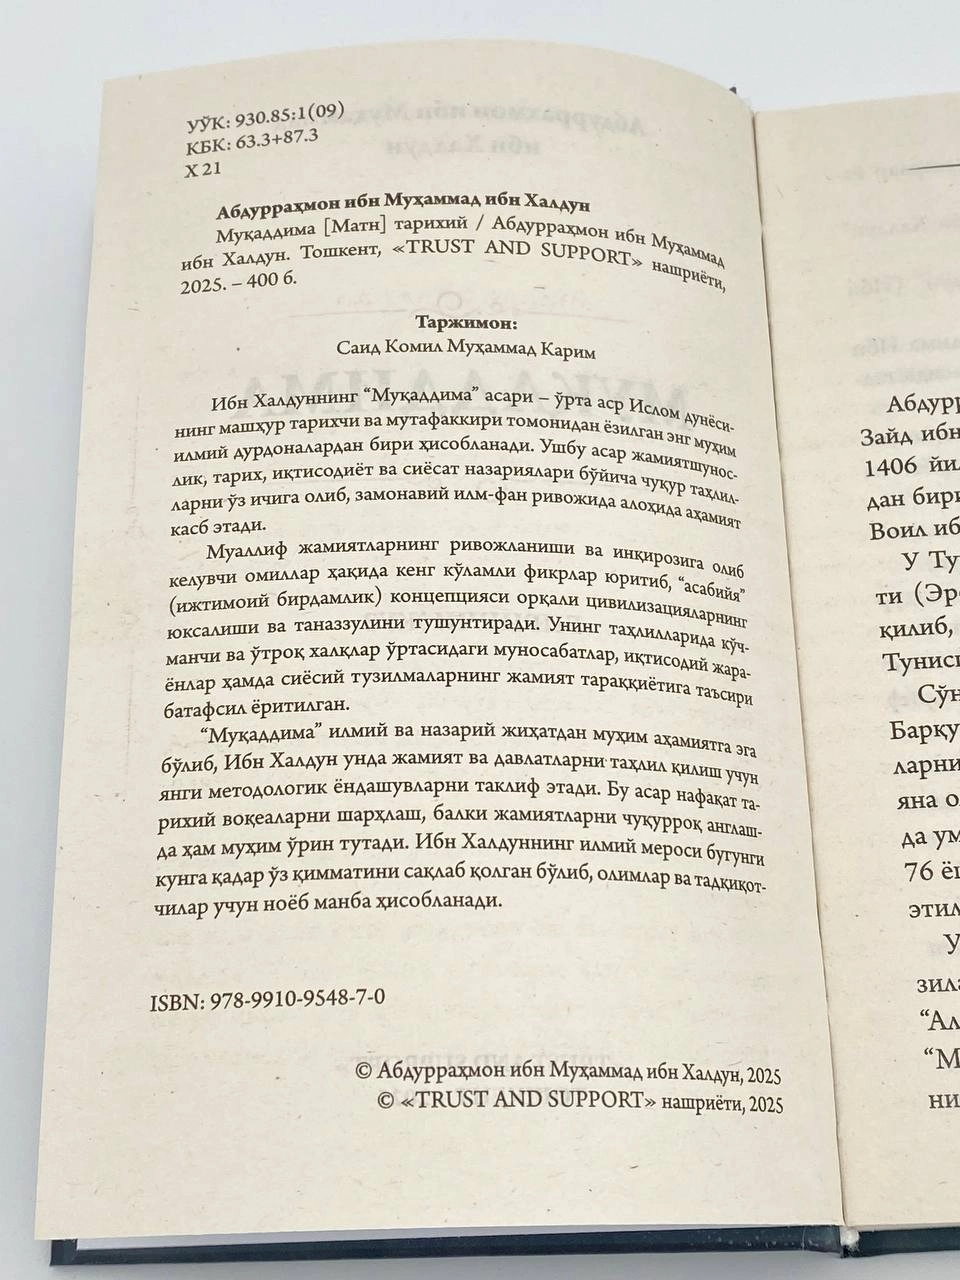 УЎК: 930.85:1(09)
КБК: 63.3+87.3
Х 21
Абдурраҳмон ибн Муҳаммад ибн Халдун
Муқаддима [Матн] тарихий / Абдурраҳмон ибн Муҳаммад
ибн Халдун. Тошкент, «TRUST AND SUPPORT» нашриёти,
2025. – 400 б.
Таржимон:
Саид Комил Муҳаммад Карим
Ибн Халдуннинг “Муқаддима” асари – ўрта аср Ислом дунёси-
нинг машҳур тарихчи ва мутафаккири томонидан ёзилган энг муҳим
илмий дурдоналардан бири ҳисобланади. Ушбу асар жамиятшунос-
лик, тарих, иқтисодиёт ва сиёсат назариялари бўйича чуқур таҳлил-
ларни ўз ичига олиб, замонавий илм-фан ривожида алоҳида аҳамият
касб этади.
Муаллиф жамиятларнинг ривожланиши ва инқирозига олиб
келувчи омиллар ҳақида кенг кўламли фикрлар юритиб, “асабийя”
(ижтимоий бирдамлик) концепцияси орқали цивилизацияларнинг
юксалиши ва таназзулини тушунтиради. Унинг таҳлилларида кўч-
манчи ва ўтроқ халқлар ўртасидаги муносабатлар, иқтисодий жара-
ёнлар ҳамда сиёсий тузилмаларнинг жамият тараққиётига таъсири
батафсил ёритилган.
“Муқаддима” илмий ва назарий жиҳатдан муҳим аҳамиятга эга
бўлиб, Ибн Халдун унда жамият ва давлатларни таҳлил қилиш учун
янги методологик ёндашувларни таклиф этади. Бу асар нафақат та-
рихий воқеаларни шарҳлаш, балки жамиятларни чуқурроқ англаш-
да ҳам муҳим ўрин тутади. Ибн Халдуннинг илмий мероси бугунги
кунга қадар ўз қимматини сақлаб қолган бўлиб, олимлар ва тадқиқот-
чилар учун ноёб манба ҳисобланади.
ISBN: 978-9910-9548-7-0
© Абдурраҳмон ибн Муҳаммад ибн Халдун, 2025
© «TRUST AND SUPPORT» нашриёти, 2025
Зайд ибн
1406 йил
дан бири
Воил иб
У Ту
ти (Эр
қилиб,
Сўн
Барқу
ларни
яна о
да ум
76 ё
этил
У